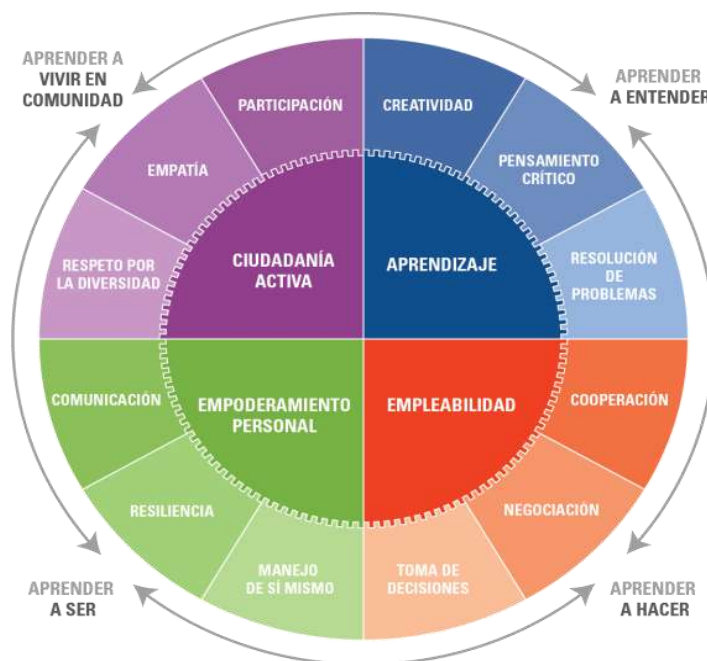 APRENDER A
VIVIR EN
COMUNIDAD
APRENDER
A ENTENDER
PARTICIPACIÓN
CREATIVIDAD
EMPATÍA
PENSAMIENTO
CRÍTICO
RESPETO POR
LA DIVERSIDAD
CIUDADANÍA
ACTIVA
APRENDIZAJE
RESOLUCIÓN
DE
PROBLEMAS
COMUNICACIÓN
EMPODERAMIENTO
PERSONAL
EMPLEABILIDAD
COOPERACIÓN
RESILIENCIA
NEGOCIACIÓN
MANEJO
DE SÍ MISMO
TOMA DE
DECISIONES
APRENDER
A SER
APRENDER
A HACER